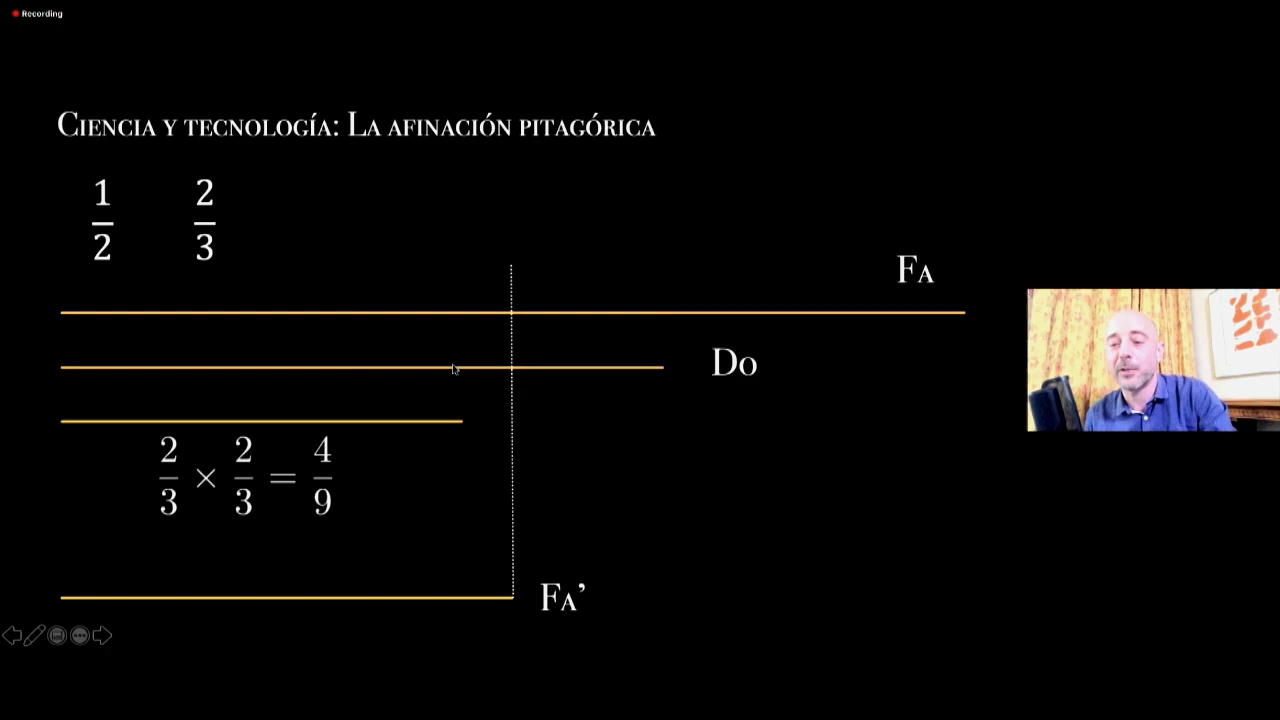 Recording
Ciencia y tecnología: La afinación pitagórica
1/2 2/3
Fa
Do
2/3 × 2/3 = 4/9
Fa’